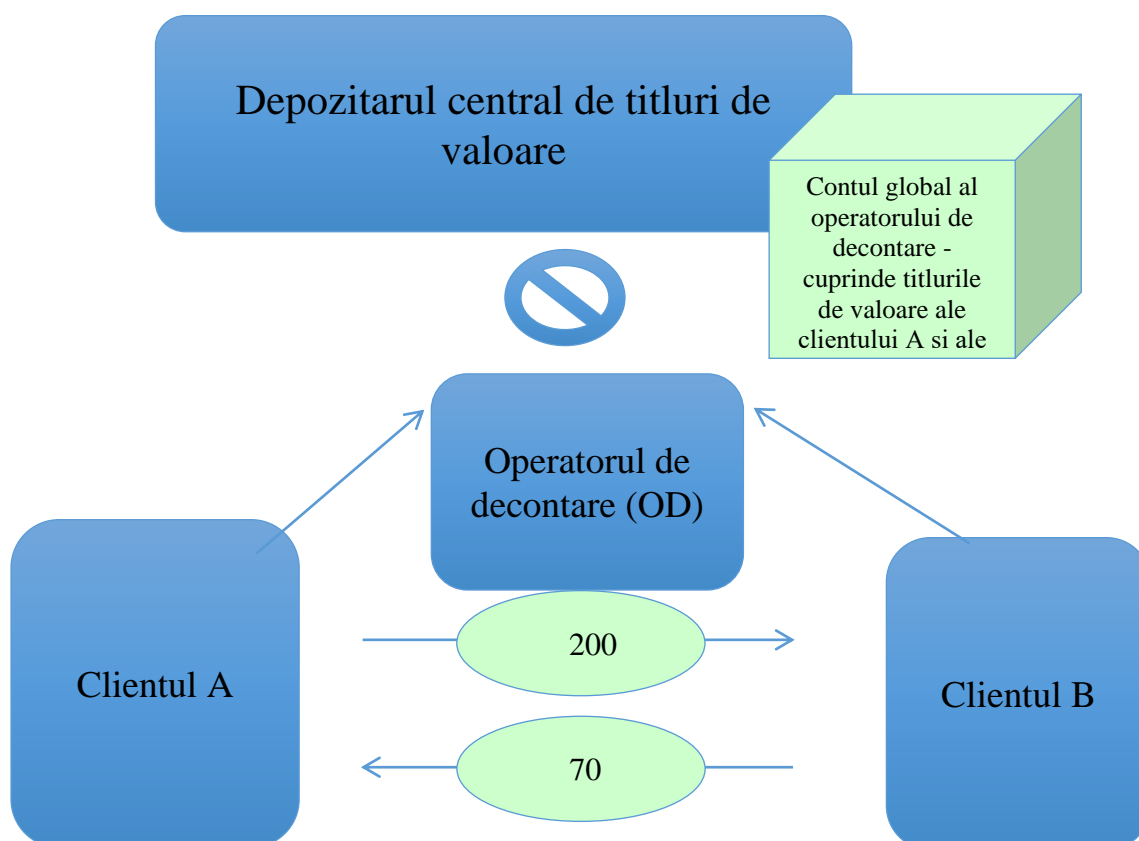 Depozitarul central de titluri de
valoare
Contul global al
operatorului de
decontare -
cuprinde titlurile
de valoare ale
clientului A si ale
Operatorul de
decontare (OD)
200
Clientul A
Clientul B
70